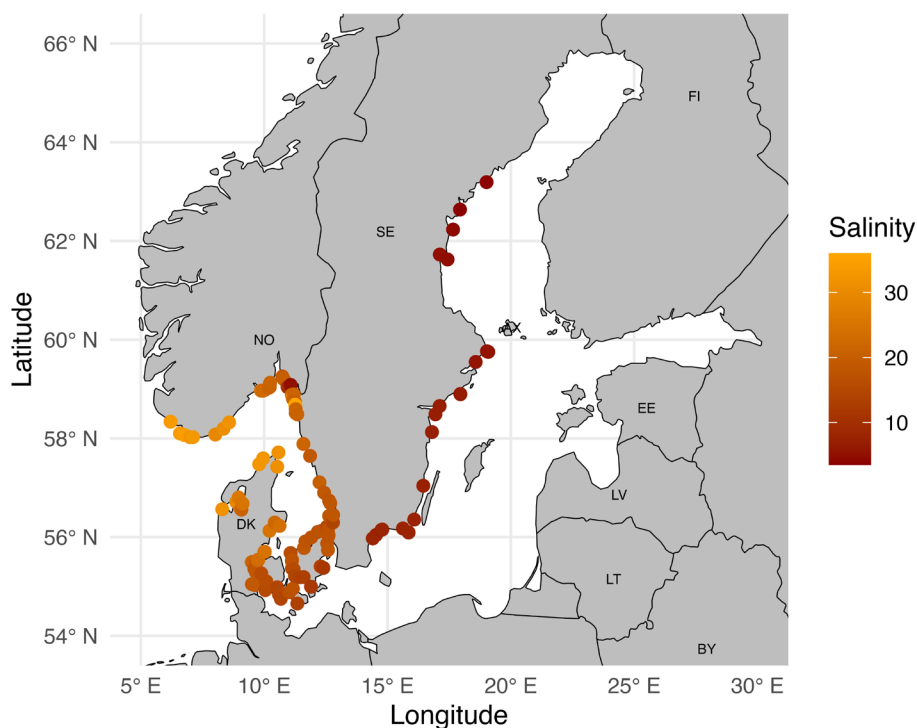 66° N
64° N
62° N
60° N
58° N
56° N
54° N
Latitude
5° E
10° E
15° E
20° E
25° E
30° E
Longitude
FI
SE
AX
NO
EE
LV
DK
LT
BY
Salinity
30
20
10